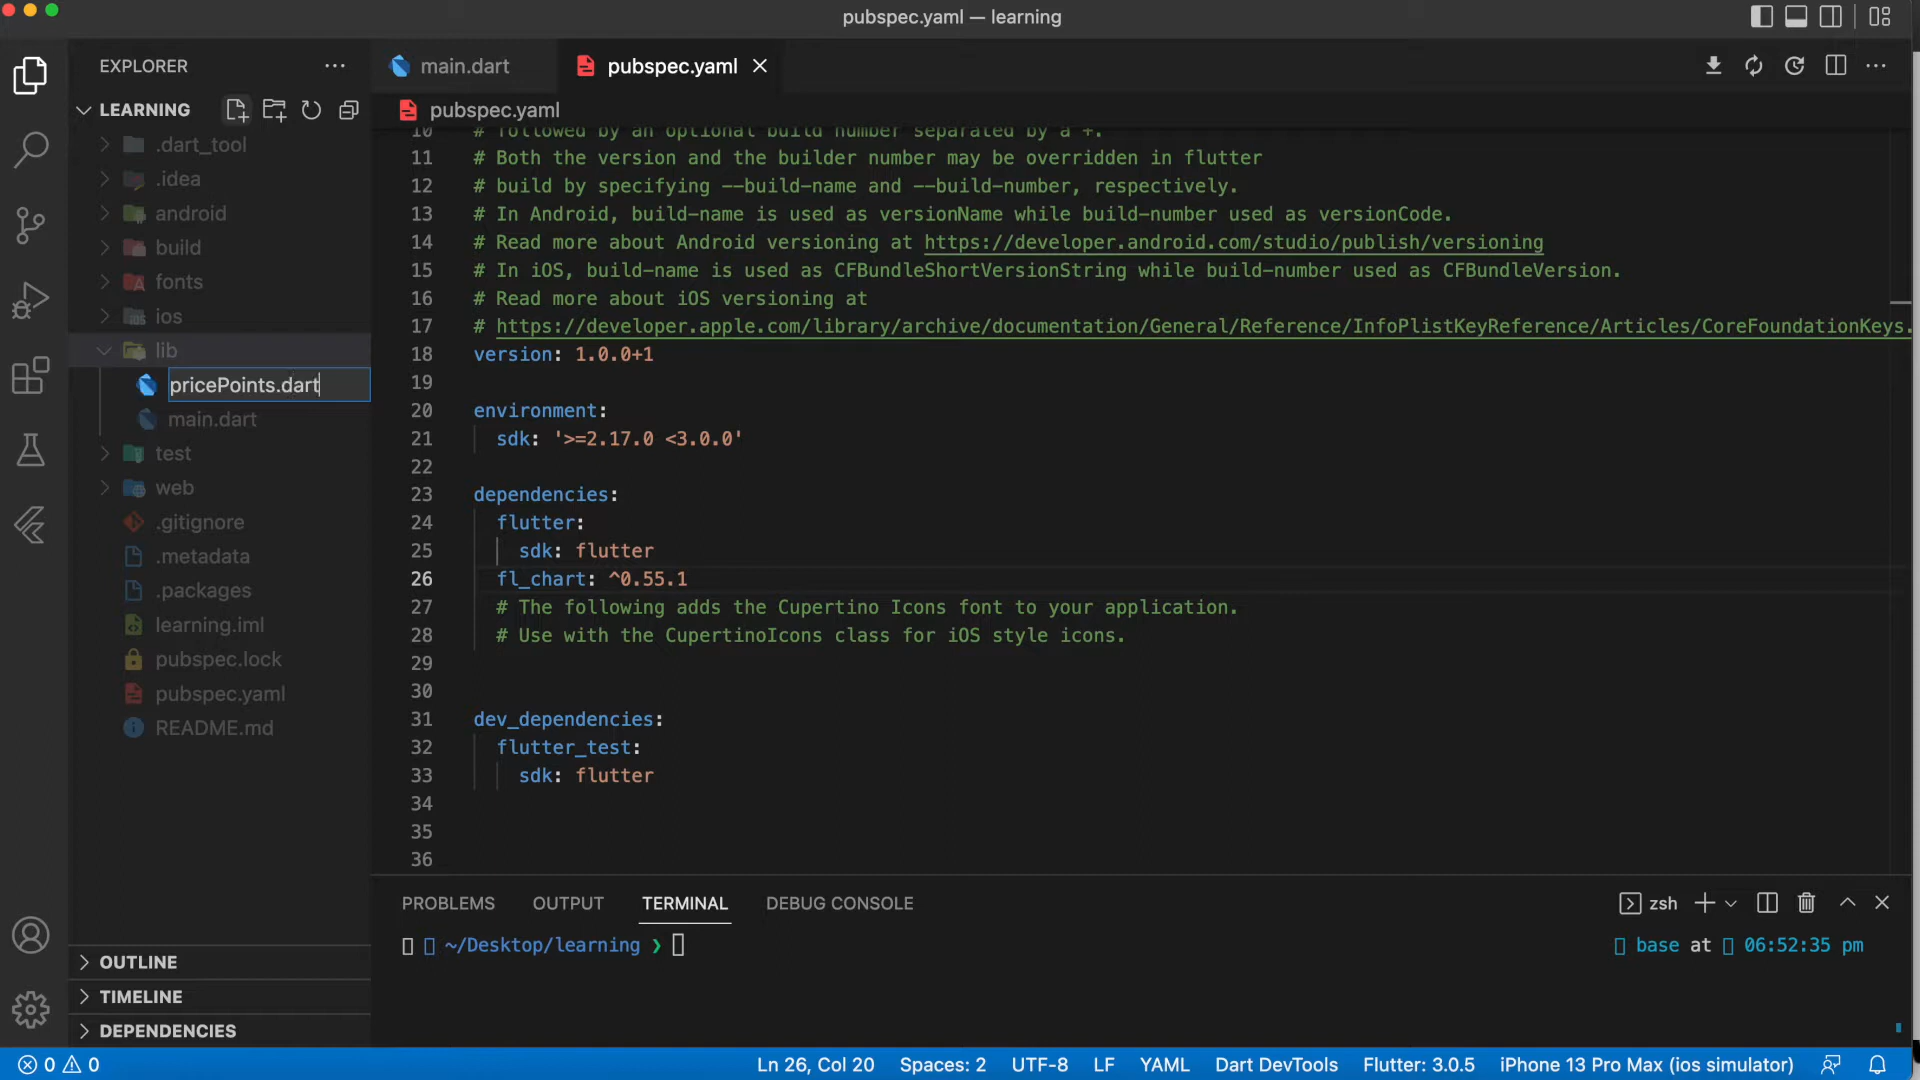 pubspec.yaml — learning
EXPLORER
LEARNING
.dart_tool
.idea
android
build
fonts
ios
lib
pricePoints.dart
main.dart
test
web
.gitignore
.metadata
.packages
learning.iml
pubspec.lock
pubspec.yaml
README.md
OUTLINE
TIMELINE
DEPENDENCIES
main.dart
pubspec.yaml
pubspec.yaml
10 # followed by an optional build number separated by a +.
11 # Both the version and the builder number may be overridden in flutter
12 # build by specifying --build-name and --build-number, respectively.
13 # In Android, build-name is used as versionName while build-number used as versionCode.
14 # Read more about Android versioning at https://developer.android.com/studio/publish/versioning
15 # In iOS, build-name is used as CFBundleShortVersionString while build-number used as CFBundleVersion.
16 # Read more about iOS versioning at
17 # https://developer.apple.com/library/archive/documentation/General/Reference/InfoPlistKeyReference/Articles/CoreFoundationKeys.
18 version: 1.0.0+1
19
20 environment:
21 sdk: '>=2.17.0 <3.0.0'
22
23 dependencies:
24 flutter:
25 sdk: flutter
26 fl_chart: ^0.55.1
27 # The following adds the Cupertino Icons font to your application.
28 # Use with the CupertinoIcons class for iOS style icons.
29
30
31 dev_dependencies:
32 flutter_test:
33 sdk: flutter
34
35
36
PROBLEMS OUTPUT TERMINAL DEBUG CONSOLE
zsh
~/Desktop/learning ❯
base at 06:52:35 pm
0 0
Ln 26, Col 20 Spaces: 2 UTF-8 LF YAML Dart DevTools Flutter: 3.0.5 iPhone 13 Pro Max (ios simulator)